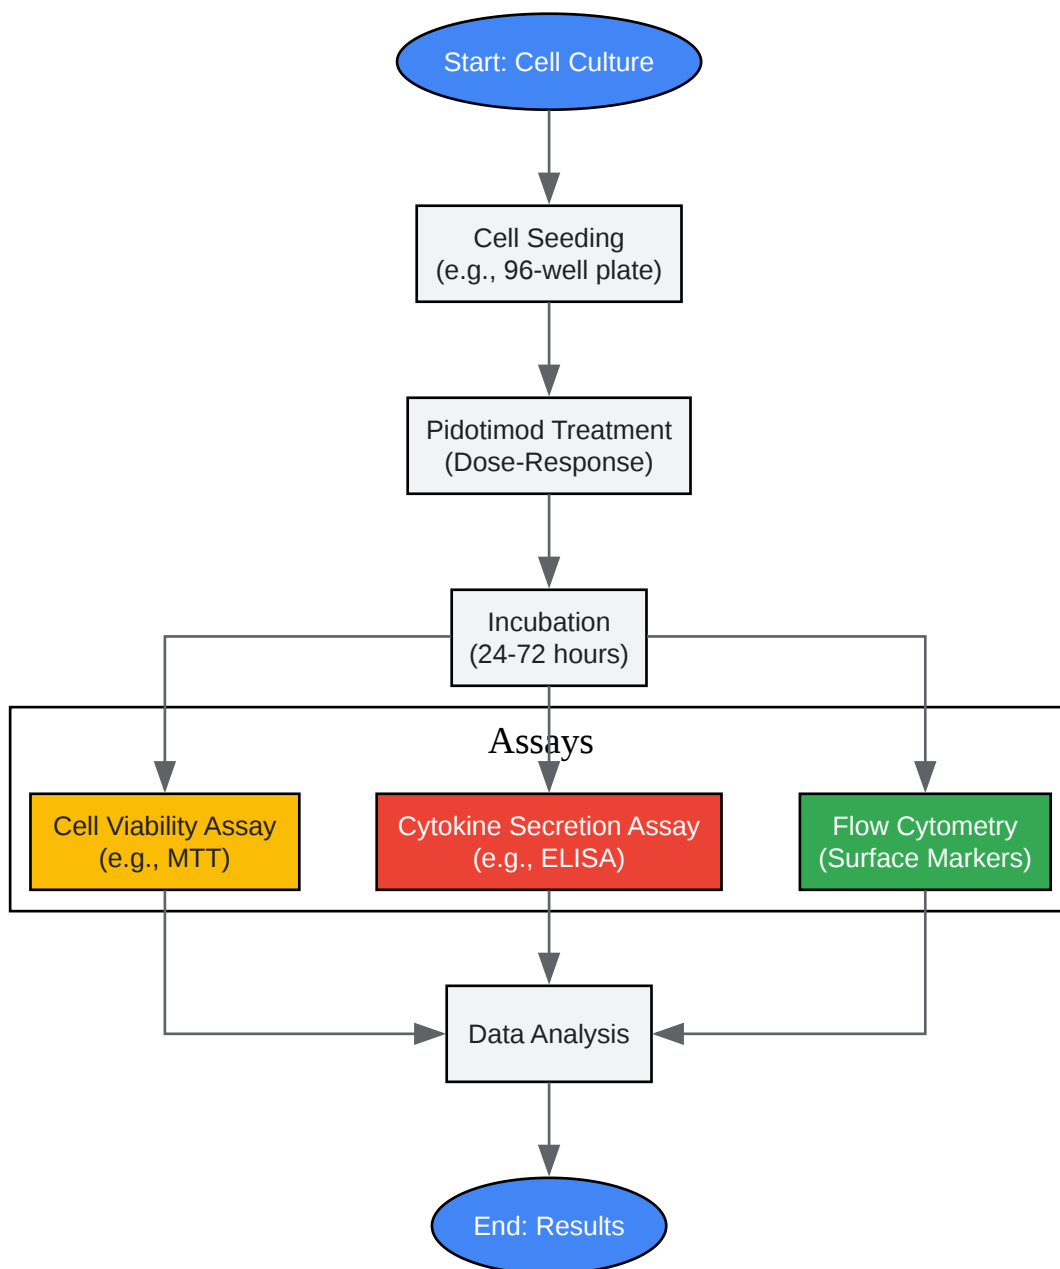 Start: Cell Culture
Cell Seeding
(e.g., 96-well plate)
Pidotimod Treatment
(Dose-Response)
Incubation
(24-72 hours)
Assays
Cell Viability Assay
(e.g., MTT)
Cytokine Secretion Assay
(e.g., ELISA)
Flow Cytometry
(Surface Markers)
Data Analysis
End: Results